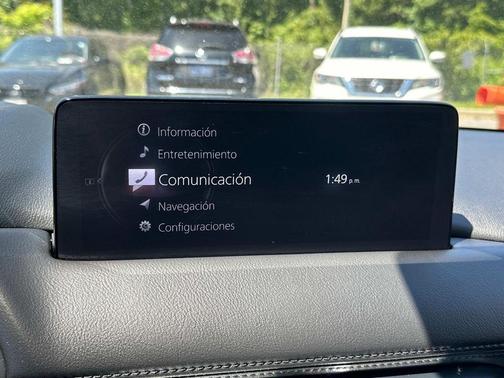 Información
Entretenimiento
Comunicación 1:49 p.m.
Navegación
Configuraciones